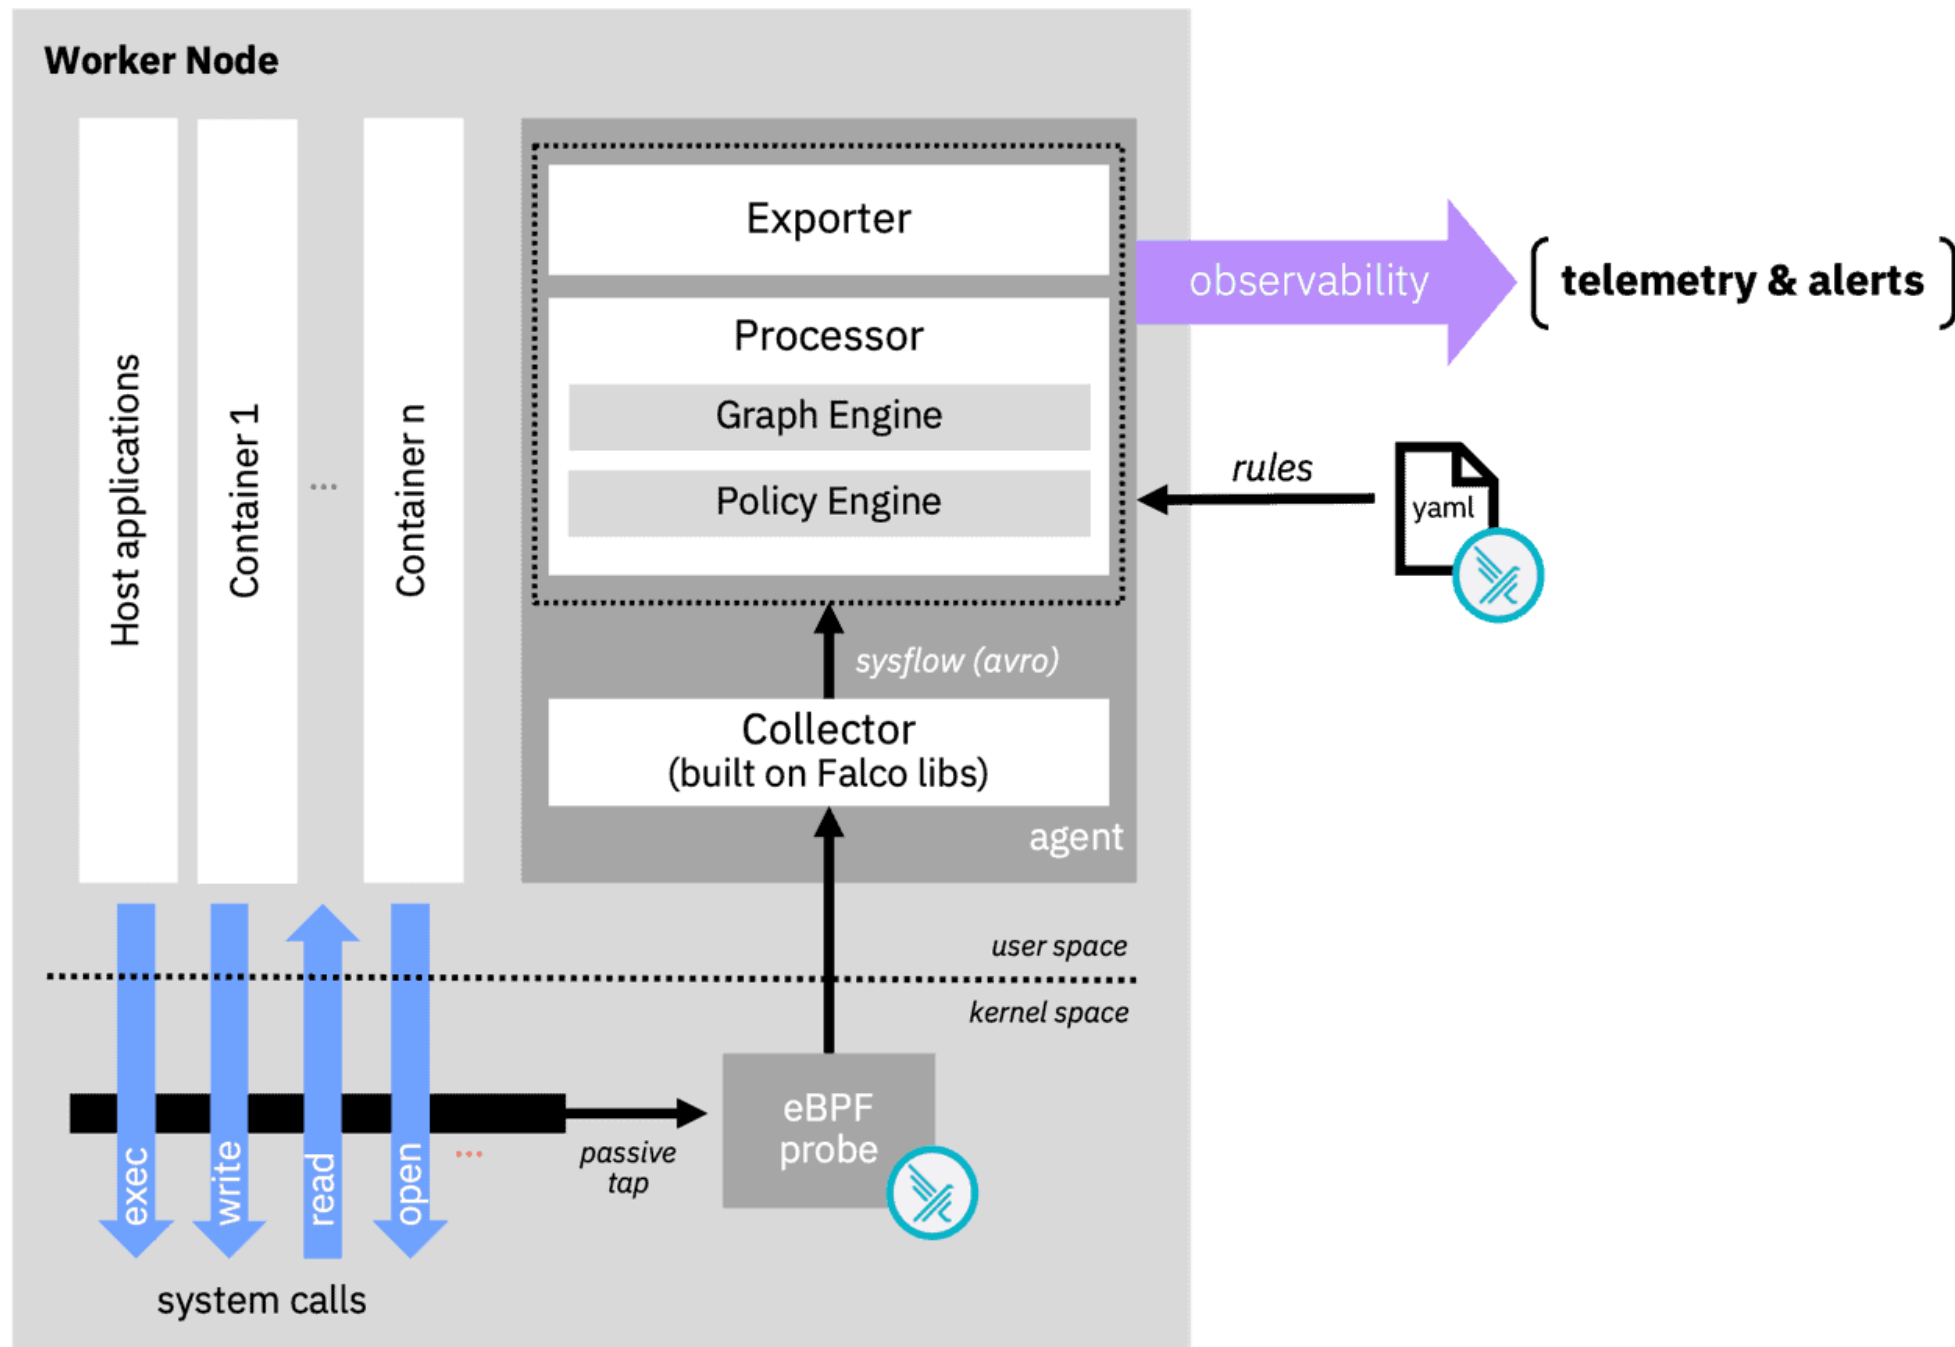 Worker Node
Host applications
Container 1
...
Container n
Exporter
Processor
Graph Engine
Policy Engine
sysflow (avro)
Collector
(built on Falco libs)
agent
observability
telemetry & alerts
rules
yaml
user space
kernel space
exec
write
read
open
...
passive
tap
eBPF
probe
system calls